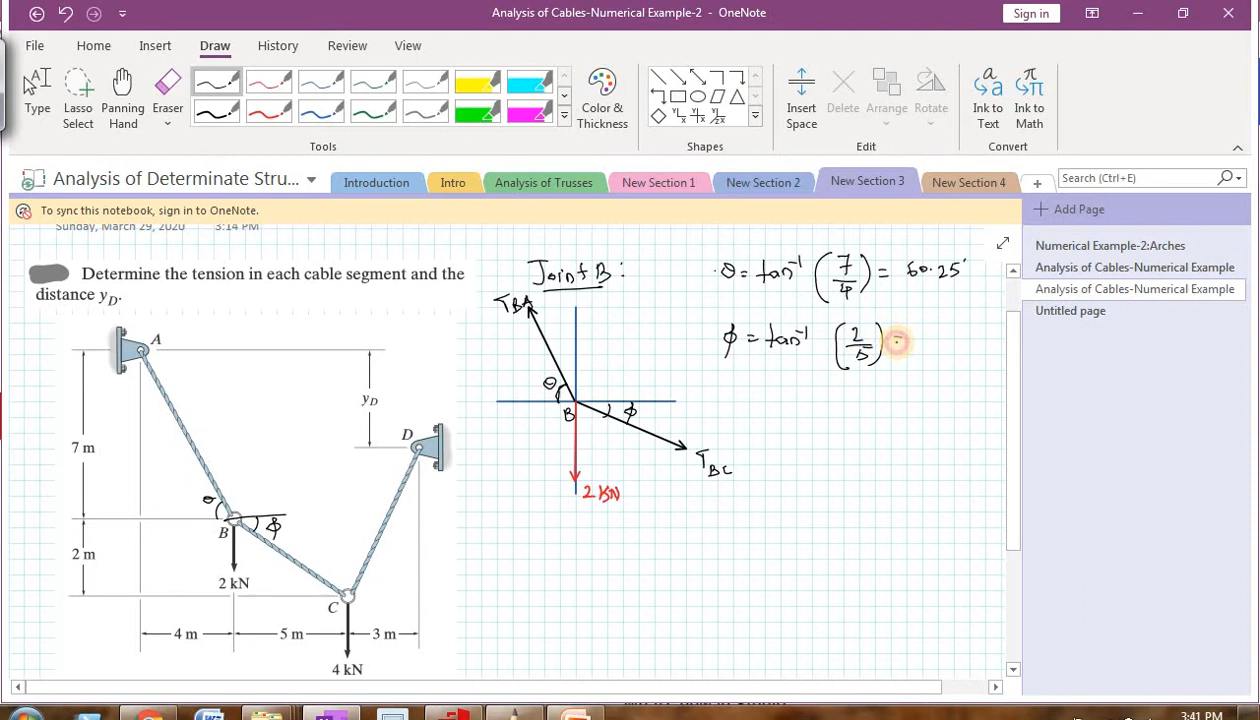 Analysis of Cables-Numerical Example-2 - OneNote
Sign in
File Home Insert Draw History Review View
Type Lasso Select Panning Hand Eraser Color & Thickness Insert Space Delete Arrange Rotate Ink to Text Ink to Math
Tools Shapes Edit Convert
Analysis of Determinate Stru... Introduction Intro Analysis of Trusses New Section 1 New Section 2 New Section 3 New Section 4 Search (Ctrl+E)
To sync this notebook, sign in to OneNote.
Add Page
Sunday, March 29, 2020 3:14 PM
Numerical Example-2:Arches
Analysis of Cables-Numerical Example
Analysis of Cables-Numerical Example
Untitled page
Determine the tension in each cable segment and the
distance yD.
Joint B:
θ = tan⁻¹ (7/4) = 60.25°
ϕ = tan⁻¹ (2/5) =
TBA
θ
B
ϕ
TBC
2 KN
A
yD
D
7 m
θ
B
ϕ
2 m
2 kN
C
4 m
5 m
3 m
4 kN
3:41 PM